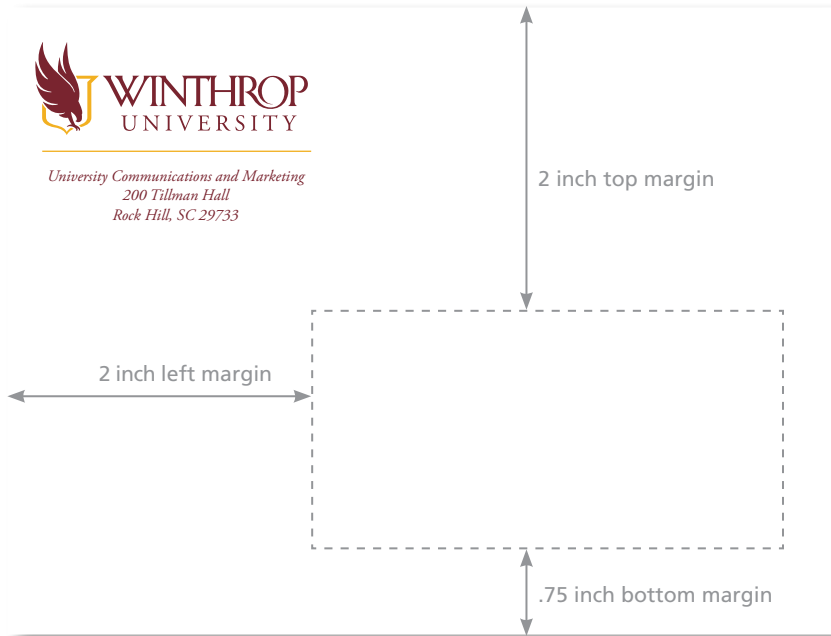 WINTHROP
UNIVERSITY
University Communications and Marketing
200 Tillman Hall
Rock Hill, SC 29733
2 inch top margin
2 inch left margin
.75 inch bottom margin